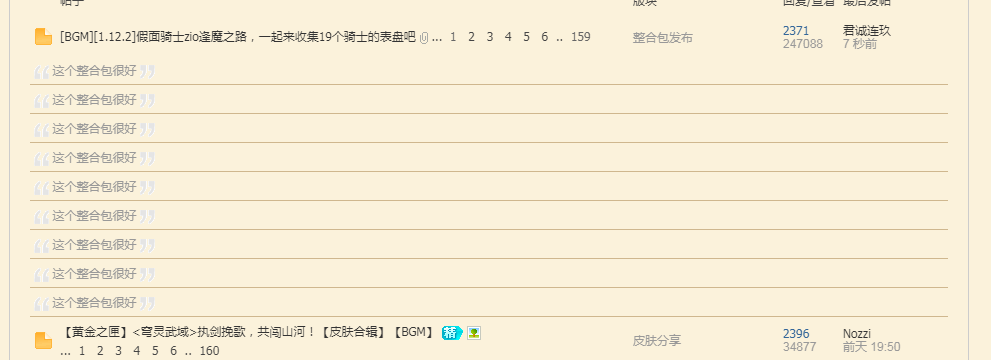 帖子 版块 回复/查看 最后发帖
[BGM][1.12.2]假面骑士zio逢魔之路，一起来收集19个骑士的表盘吧 ... 1 2 3 4 5 6 .. 159 整合包发布 2371 君诚连玖
247088 7 秒前
这个整合包很好
这个整合包很好
这个整合包很好
这个整合包很好
这个整合包很好
这个整合包很好
这个整合包很好
这个整合包很好
这个整合包很好
【黄金之匣】<穹灵武域>执剑挽歌，共闯山河！【皮肤合辑】【BGM】 精 皮肤分享 2396 Nozzi
... 1 2 3 4 5 6 .. 160 34877 前天 19:50